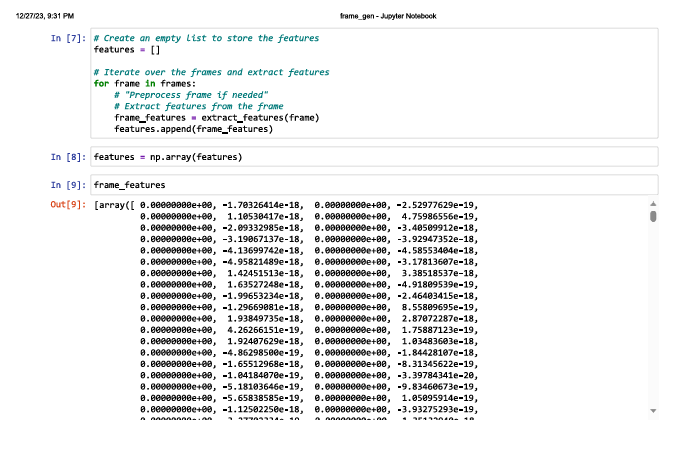 12/27/23, 9:31 PM frame_gen - Jupyter Notebook
In [7]: # Create an empty list to store the features
features = []
# Iterate over the frames and extract features
for frame in frames:
# "Preprocess frame if needed"
# Extract features from the frame
frame_features = extract_features(frame)
features.append(frame_features)
In [8]: features = np.array(features)
In [9]: frame_features
Out[9]: [array([ 0.00000000e+00, -1.70326414e-18, 0.00000000e+00, -2.52977629e-19,
0.00000000e+00, 1.10530417e-18, 0.00000000e+00, 4.75986556e-19,
0.00000000e+00, -2.09332985e-18, 0.00000000e+00, -3.40509912e-18,
0.00000000e+00, -3.19067137e-18, 0.00000000e+00, -3.92947352e-18,
0.00000000e+00, -4.13699742e-18, 0.00000000e+00, -4.58553404e-18,
0.00000000e+00, -4.95821489e-18, 0.00000000e+00, -3.17813607e-18,
0.00000000e+00, 1.42451513e-18, 0.00000000e+00, 3.38518537e-18,
0.00000000e+00, 1.63527248e-18, 0.00000000e+00, -4.91809539e-19,
0.00000000e+00, -1.99653234e-18, 0.00000000e+00, -2.46403415e-18,
0.00000000e+00, -1.29669081e-18, 0.00000000e+00, 8.55809695e-19,
0.00000000e+00, 1.93849735e-18, 0.00000000e+00, 2.87072287e-18,
0.00000000e+00, 4.26266151e-19, 0.00000000e+00, 1.75887123e-19,
0.00000000e+00, 1.92407629e-18, 0.00000000e+00, 1.03483603e-18,
0.00000000e+00, -4.86298500e-19, 0.00000000e+00, -1.84428107e-18,
0.00000000e+00, -1.65512968e-18, 0.00000000e+00, -8.31345622e-19,
0.00000000e+00, -1.04184070e-19, 0.00000000e+00, -3.39784341e-20,
0.00000000e+00, -5.18103646e-19, 0.00000000e+00, -9.83460673e-19,
0.00000000e+00, -5.65838585e-19, 0.00000000e+00, 1.05095914e-19,
0.00000000e+00, -1.12502250e-18, 0.00000000e+00, -3.93275293e-19,